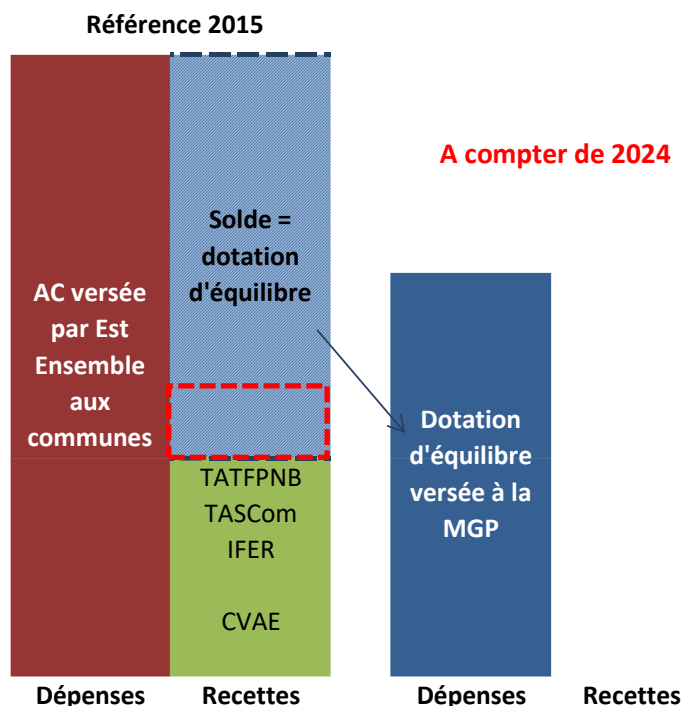 Référence 2015
A compter de 2024
Solde =
dotation
d'équilibre
AC versée
par Est
Ensemble
aux
communes
Dotation
d'équilibre
versée à la
MGP
TATFPNB
TASCom
IFER
CVAE
Dépenses Recettes Dépenses Recettes